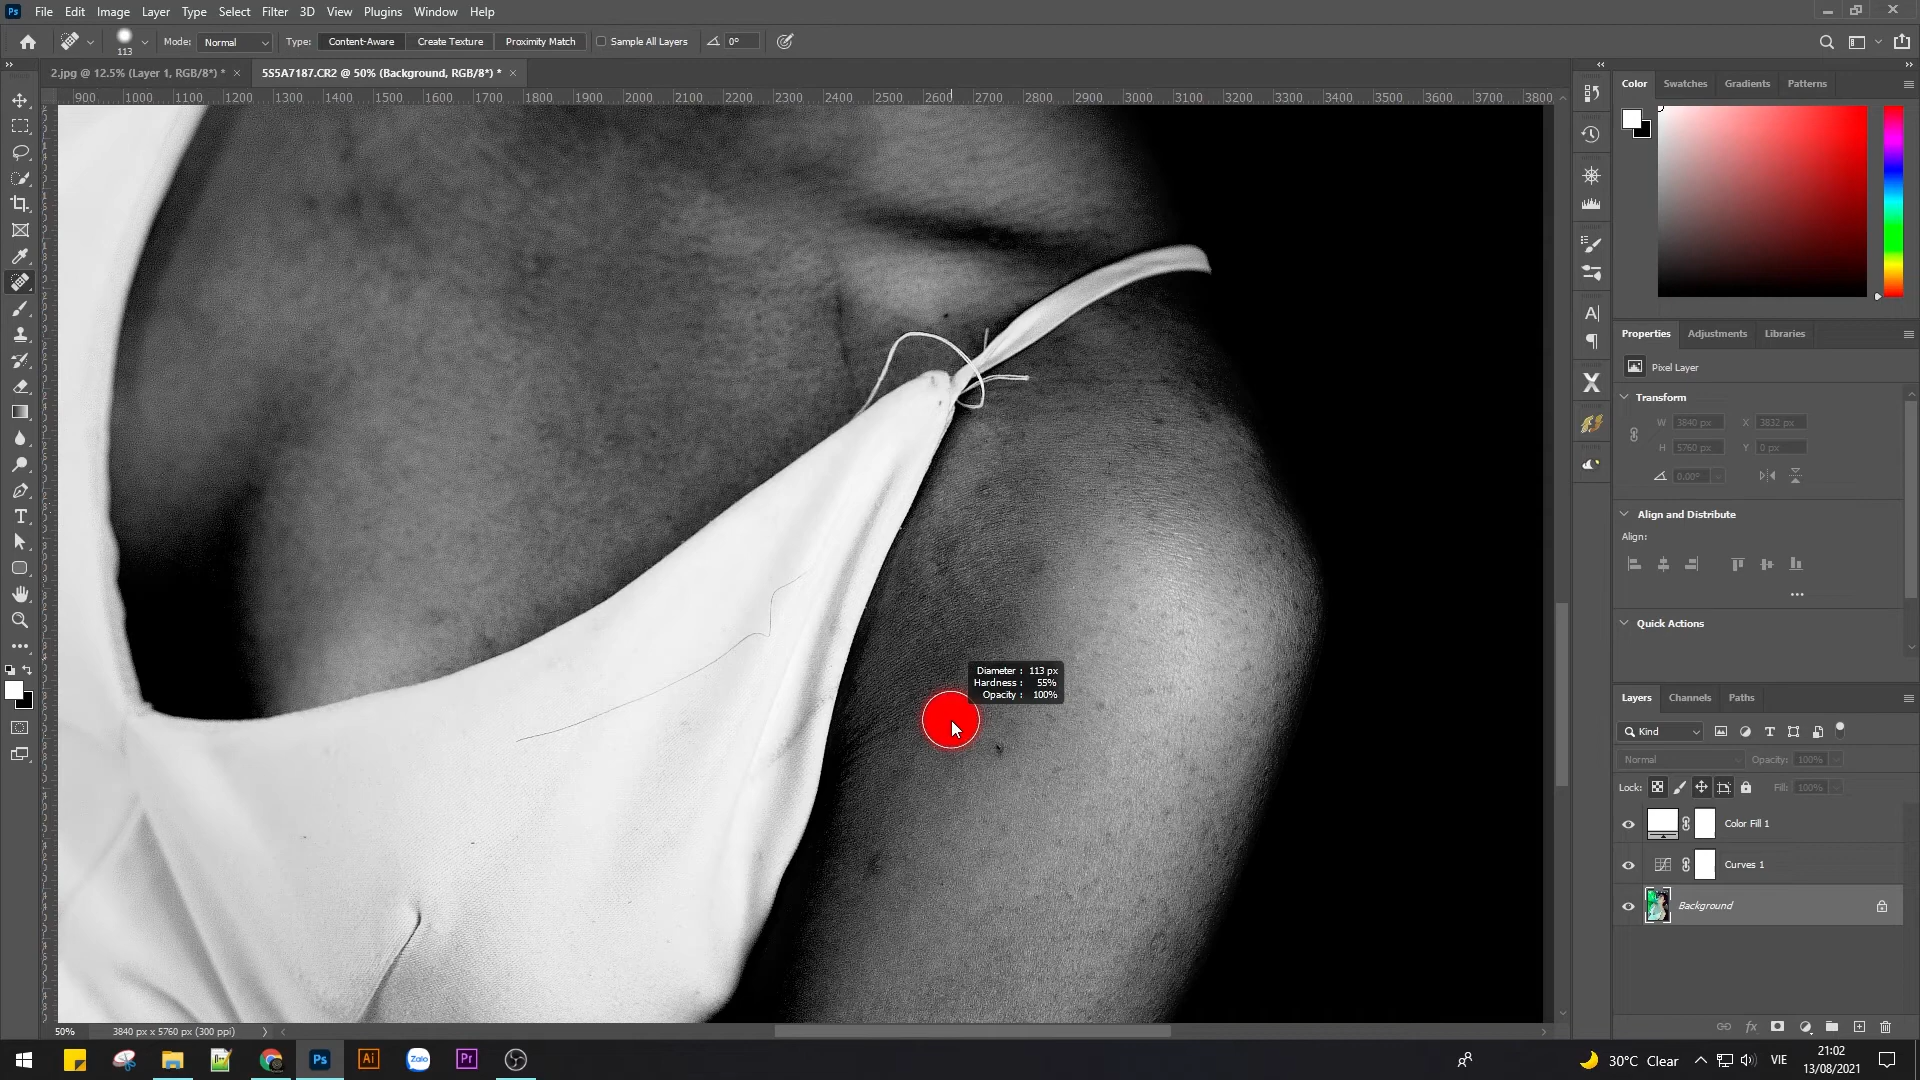 Ps File Edit Image Layer Type Select Filter 3D View Plugins Window Help
113 Mode: Normal Type: Content-Aware Create Texture Proximity Match Sample All Layers 0°
2.jpg @ 12.5% (Layer 1, RGB/8*) * × 5S5A7187.CR2 @ 50% (Background, RGB/8*) * ×
900 1000 1100 1200 1300 1400 1500 1600 1700 1800 1900 2000 2100 2200 2300 2400 2500 2600 2700 2800 2900 3000 3100 3200 3300 3400 3500 3600 3700 3800
Color Swatches Gradients Patterns
Properties Adjustments Libraries
Pixel Layer
Transform
W 3840 px X 3832 px
H 5760 px Y 0 px
0.00°
Align and Distribute
Align:
Quick Actions
Diameter : 113 px
Hardness : 55%
Opacity : 100%
Layers Channels Paths
Kind
Normal Opacity: 100%
Lock: Fill: 100%
Color Fill 1
Curves 1
Background
50% 3840 px x 5760 px (300 ppi)
Ps Ai Zalo Pr
30°C Clear VIE 21:02
13/08/2021